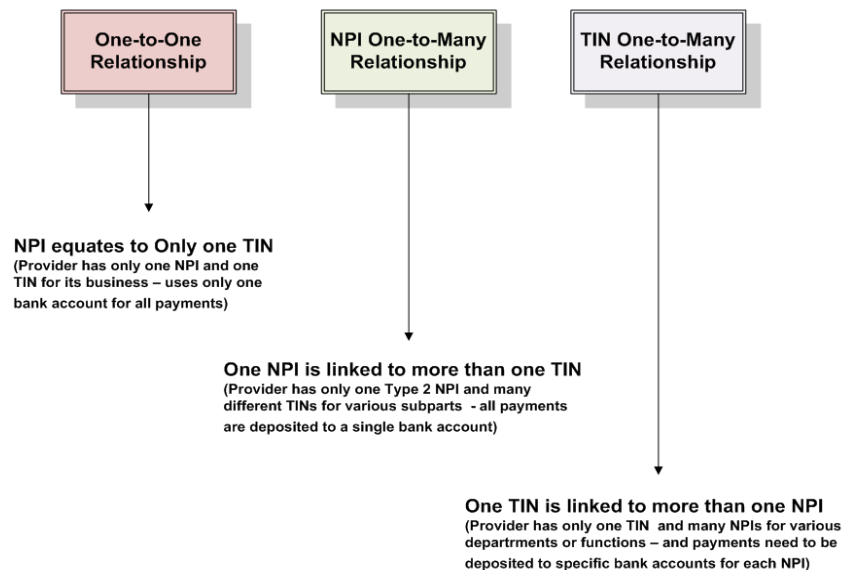 One-to-One
Relationship
NPI One-to-Many
Relationship
TIN One-to-Many
Relationship
NPI equates to Only one TIN
(Provider has only one NPI and one
TIN for its business – uses only one
bank account for all payments)
One NPI is linked to more than one TIN
(Provider has only one Type 2 NPI and many
different TINs for various subparts - all payments
are deposited to a single bank account)
One TIN is linked to more than one NPI
(Provider has only one TIN and many NPIs for various
departrments or functions – and payments need to be
deposited to specific bank accounts for each NPI)